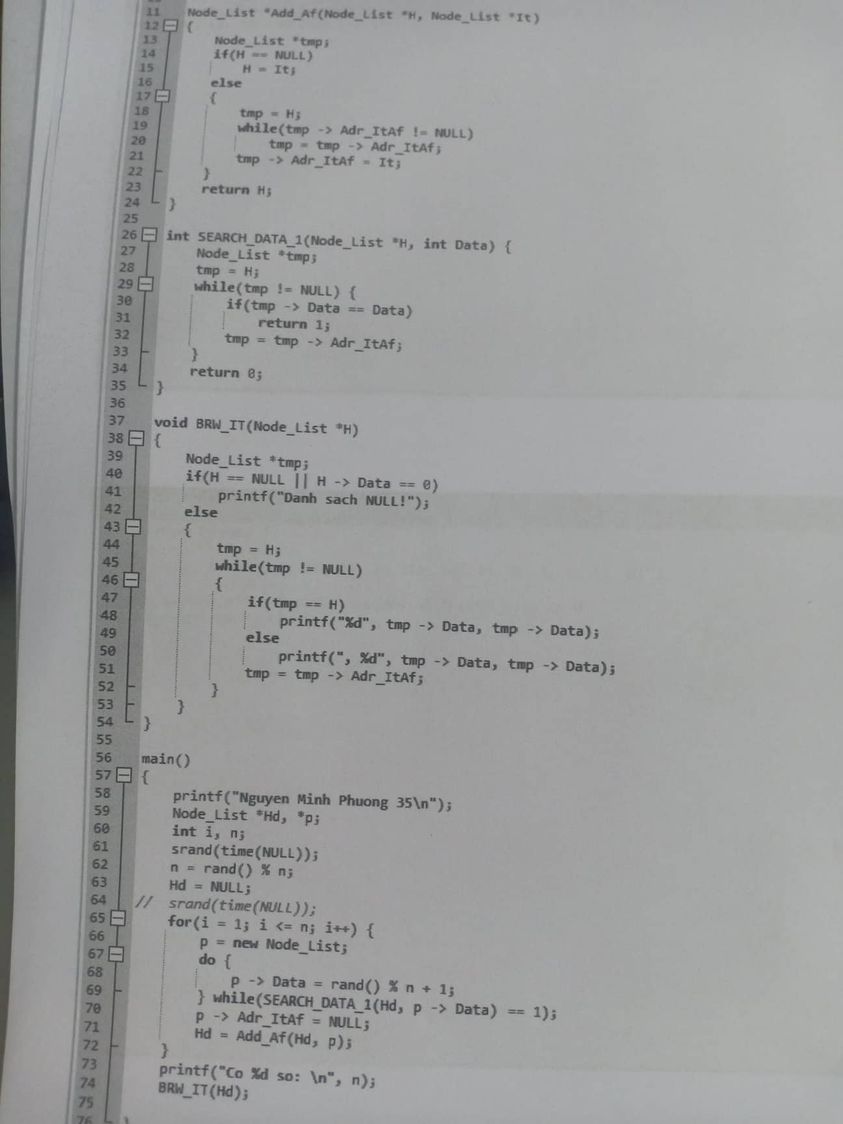 11 Node_List *Add_Af(Node_List *H, Node_List *It)
12 {
13 Node_List *tmp;
14 if(H == NULL)
15 H = It;
16 else
17 {
18 tmp = H;
19 while(tmp -> Adr_ItAf != NULL)
20 tmp = tmp -> Adr_ItAf;
21 tmp -> Adr_ItAf = It;
22 }
23 return H;
24 }
25
26 int SEARCH_DATA_1(Node_List *H, int Data) {
27 Node_List *tmp;
28 tmp = H;
29 while(tmp != NULL) {
30 if(tmp -> Data == Data)
31 return 1;
32 tmp = tmp -> Adr_ItAf;
33 }
34 return 0;
35 }
36
37 void BRW_IT(Node_List *H)
38 {
39 Node_List *tmp;
40 if(H == NULL || H -> Data == 0)
41 printf("Danh sach NULL!");
42 else
43 {
44 tmp = H;
45 while(tmp != NULL)
46 {
47 if(tmp == H)
48 printf("%d", tmp -> Data, tmp -> Data);
49 else
50 printf(", %d", tmp -> Data, tmp -> Data);
51 tmp = tmp -> Adr_ItAf;
52 }
53 }
54 }
55
56 main()
57 {
58 printf("Nguyen Minh Phuong 35\n");
59 Node_List *Hd, *p;
60 int i, n;
61 srand(time(NULL));
62 n = rand() % n;
63 Hd = NULL;
64 // srand(time(NULL));
65 for(i = 1; i <= n; i++) {
66 p = new Node_List;
67 do {
68 p -> Data = rand() % n + 1;
69 } while(SEARCH_DATA_1(Hd, p -> Data) == 1);
70 p -> Adr_ItAf = NULL;
71 Hd = Add_Af(Hd, p);
72 }
73 printf("Co %d so: \n", n);
74 BRW_IT(Hd);
75
76 }